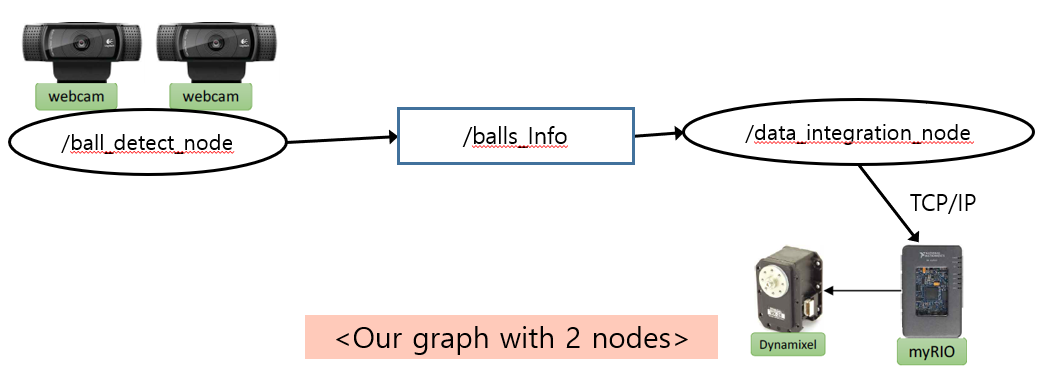 webcam
webcam
/ball_detect_node
/balls_Info
/data_integration_node
TCP/IP
Dynamixel
myRIO
<Our graph with 2 nodes>